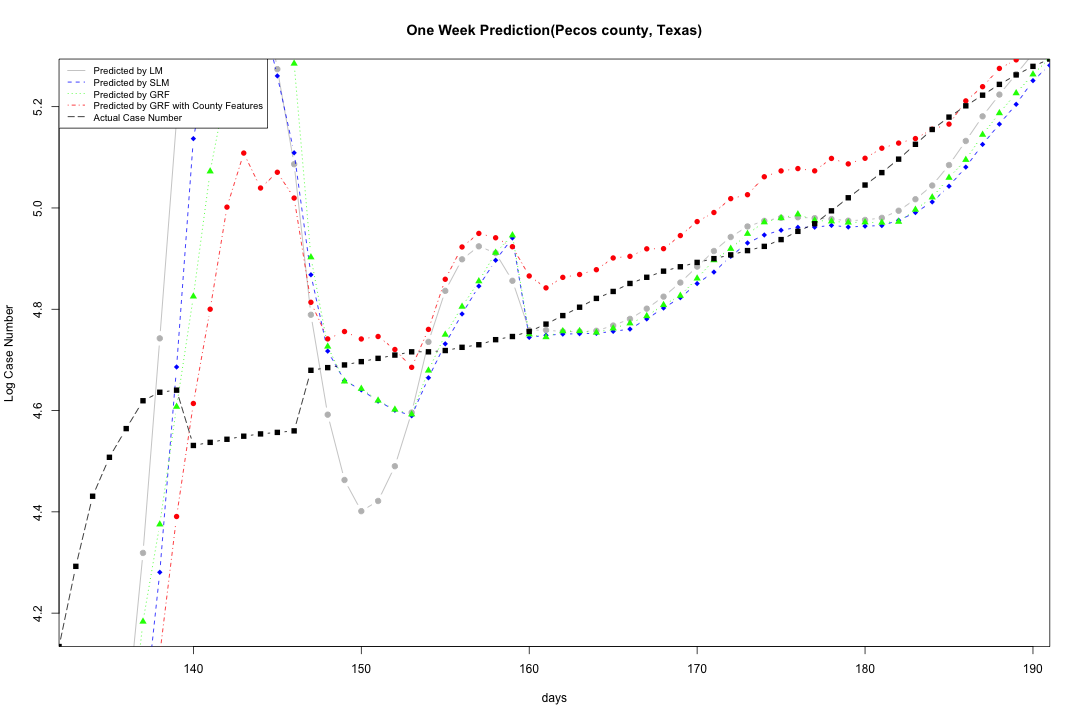 One Week Prediction(Pecos county, Texas)
Predicted by LM
Predicted by SLM
Predicted by GRF
Predicted by GRF with County Features
Actual Case Number
Log Case Number
5.2
5.0
4.8
4.6
4.4
4.2
140 150 160 170 180 190
days